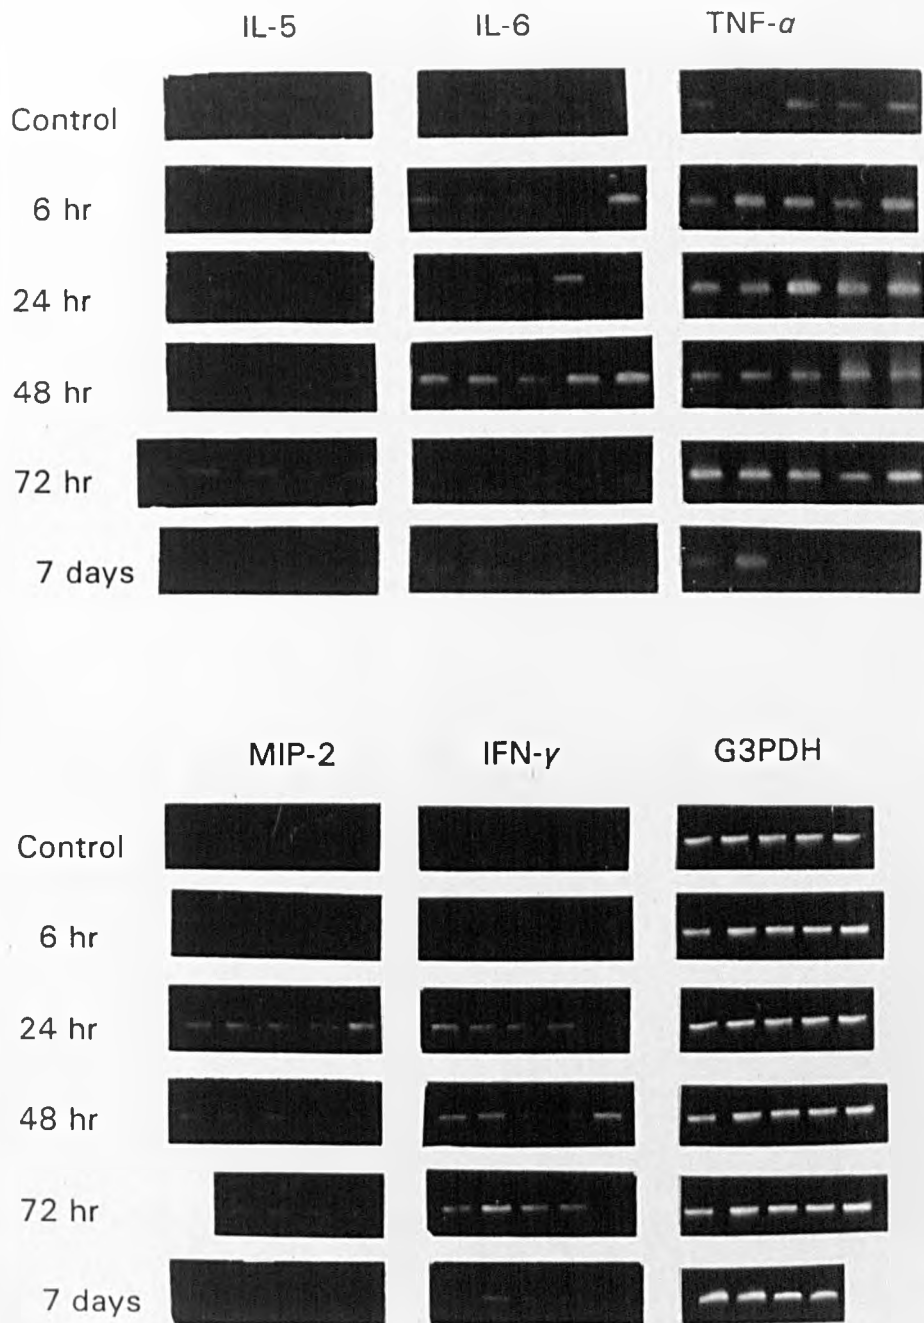 IL-5 IL-6 TNF-α
Control
6 hr
24 hr
48 hr
72 hr
7 days
MIP-2 IFN-γ G3PDH
Control
6 hr
24 hr
48 hr
72 hr
7 days